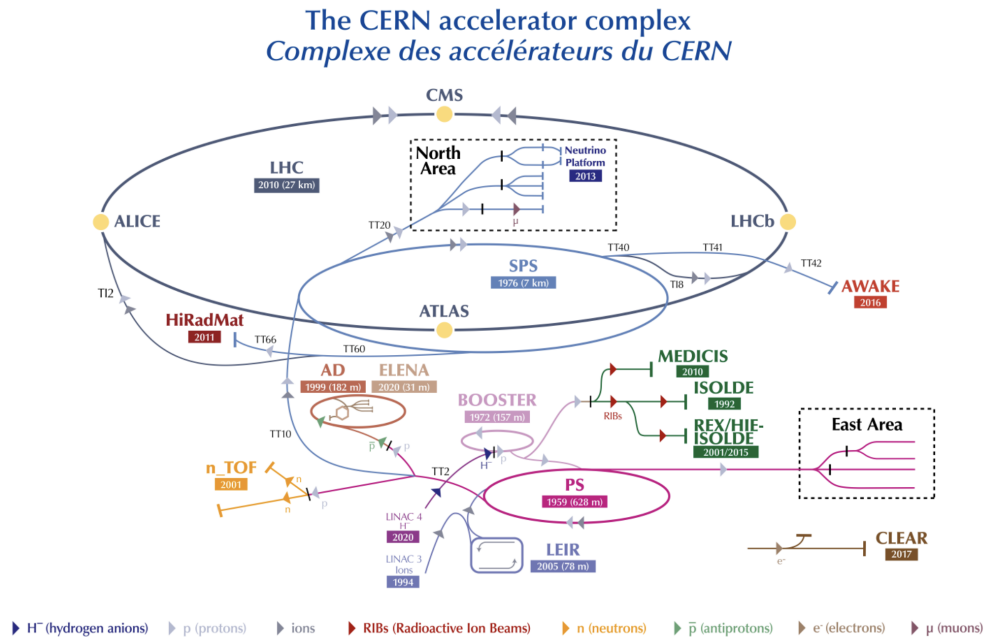 The CERN accelerator complex
Complexe des accélérateurs du CERN
CMS
North
Area
Neutrino
Platform
2013
LHC
2010 (27 km)
μ
ALICE
LHCb
TT20
TT40
TT41
TT42
SPS
1976 (7 km)
TI8
TI2
AWAKE
2016
ATLAS
HiRadMat
2011
TT66
TT60
MEDICIS
2010
AD
1999 (182 m)
ELENA
2020 (31 m)
ISOLDE
1992
BOOSTER
1972 (157 m)
RIBs
REX/HIE-
ISOLDE
2001/2015
East Area
TT10
p̄
p
H⁻
p
n_TOF
2001
n
n
p
TT2
PS
1959 (628 m)
LINAC 4
H⁻
2020
LINAC 3
Ions
1994
LEIR
2005 (78 m)
CLEAR
2017
e⁻
H⁻ (hydrogen anions)
p (protons)
ions
RIBs (Radioactive Ion Beams)
n (neutrons)
p̄ (antiprotons)
e⁻ (electrons)
μ (muons)